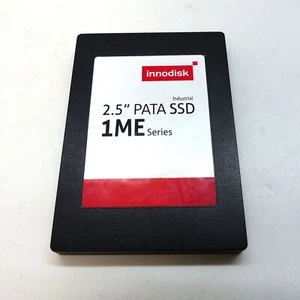 innodisk
Industrial
2.5" PATA SSD
1ME Series